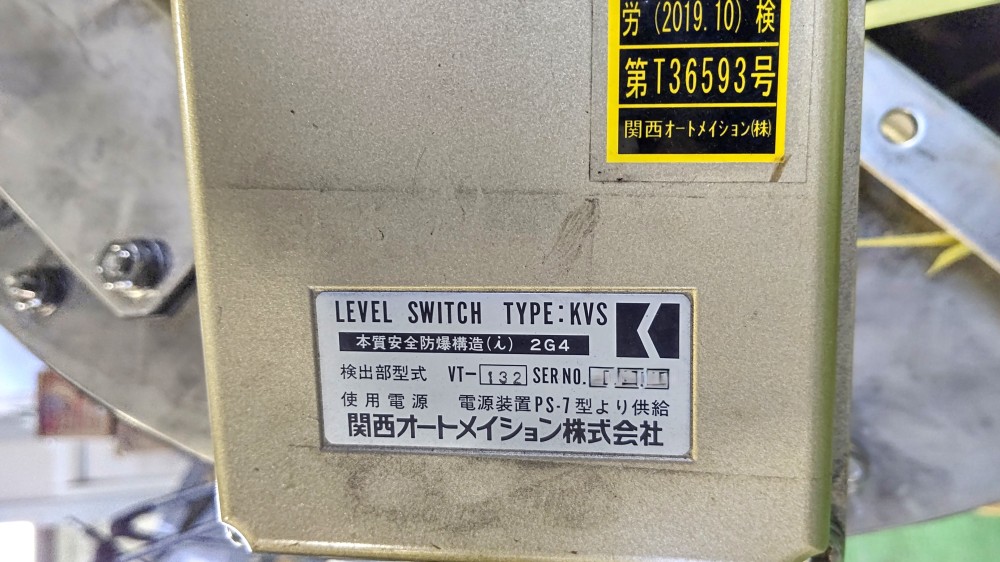 労(2019.10)検
第T36593号
関西オートメイション㈱
LEVEL SWITCH TYPE:KVS
本質安全防爆構造(i) 2G4
検出部型式 VT-132 SER NO.
使用電源 電源装置PS-7型より供給
関西オートメイション株式会社